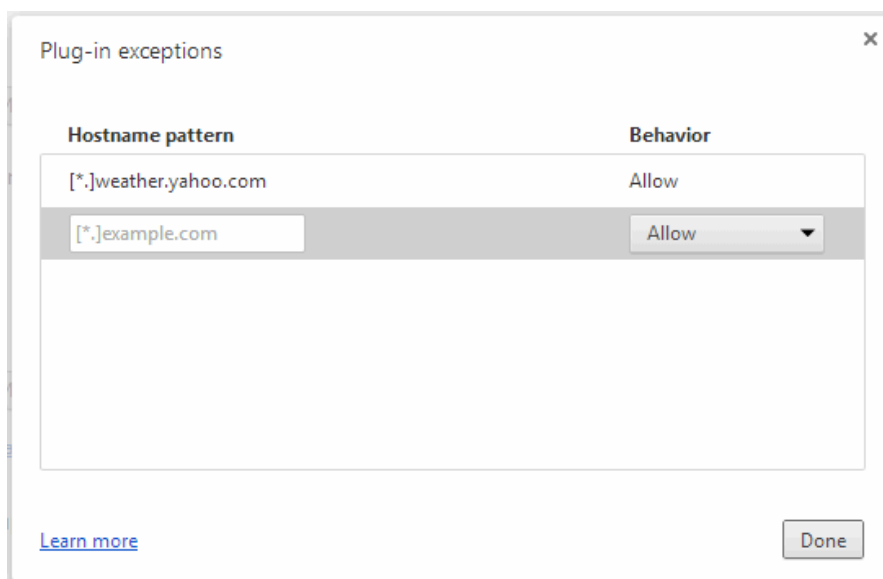 Plug-in exceptions
Hostname pattern Behavior
[*.]weather.yahoo.com Allow
[*.]example.com Allow
Learn more Done